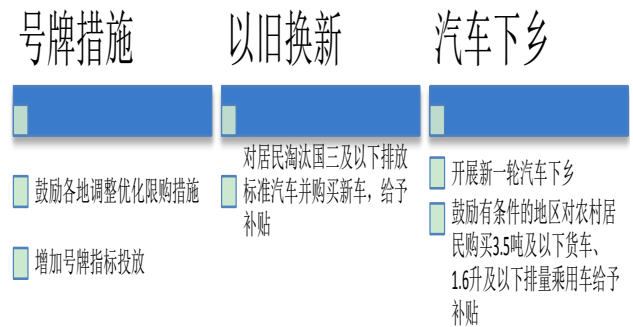 号牌措施
以旧换新
汽车下乡
鼓励各地调整优化限购措施
增加号牌指标投放
对居民淘汰国三及以下排放
标准汽车并购买新车，给予
补贴
开展新一轮汽车下乡
鼓励有条件的地区对农村居
民购买3.5吨及以下货车、
1.6升及以下排量乘用车给予
补贴